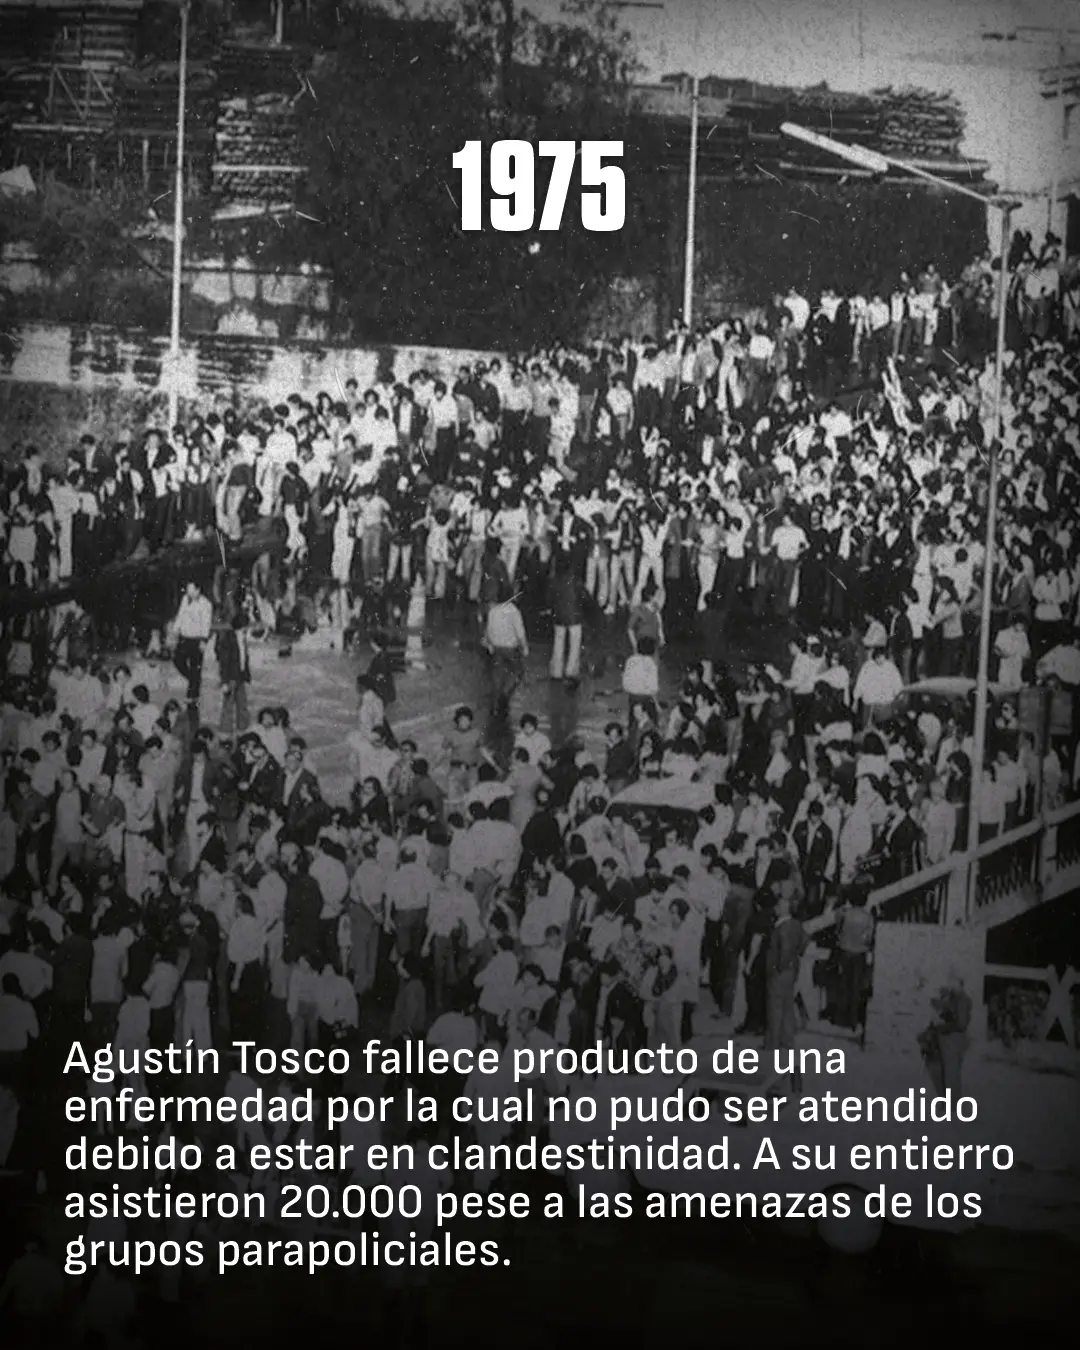 1975
Agustín Tosco fallece producto de una
enfermedad por la cual no pudo ser atendido
debido a estar en clandestinidad. A su entierro
asistieron 20.000 pese a las amenazas de los
grupos parapoliciales.